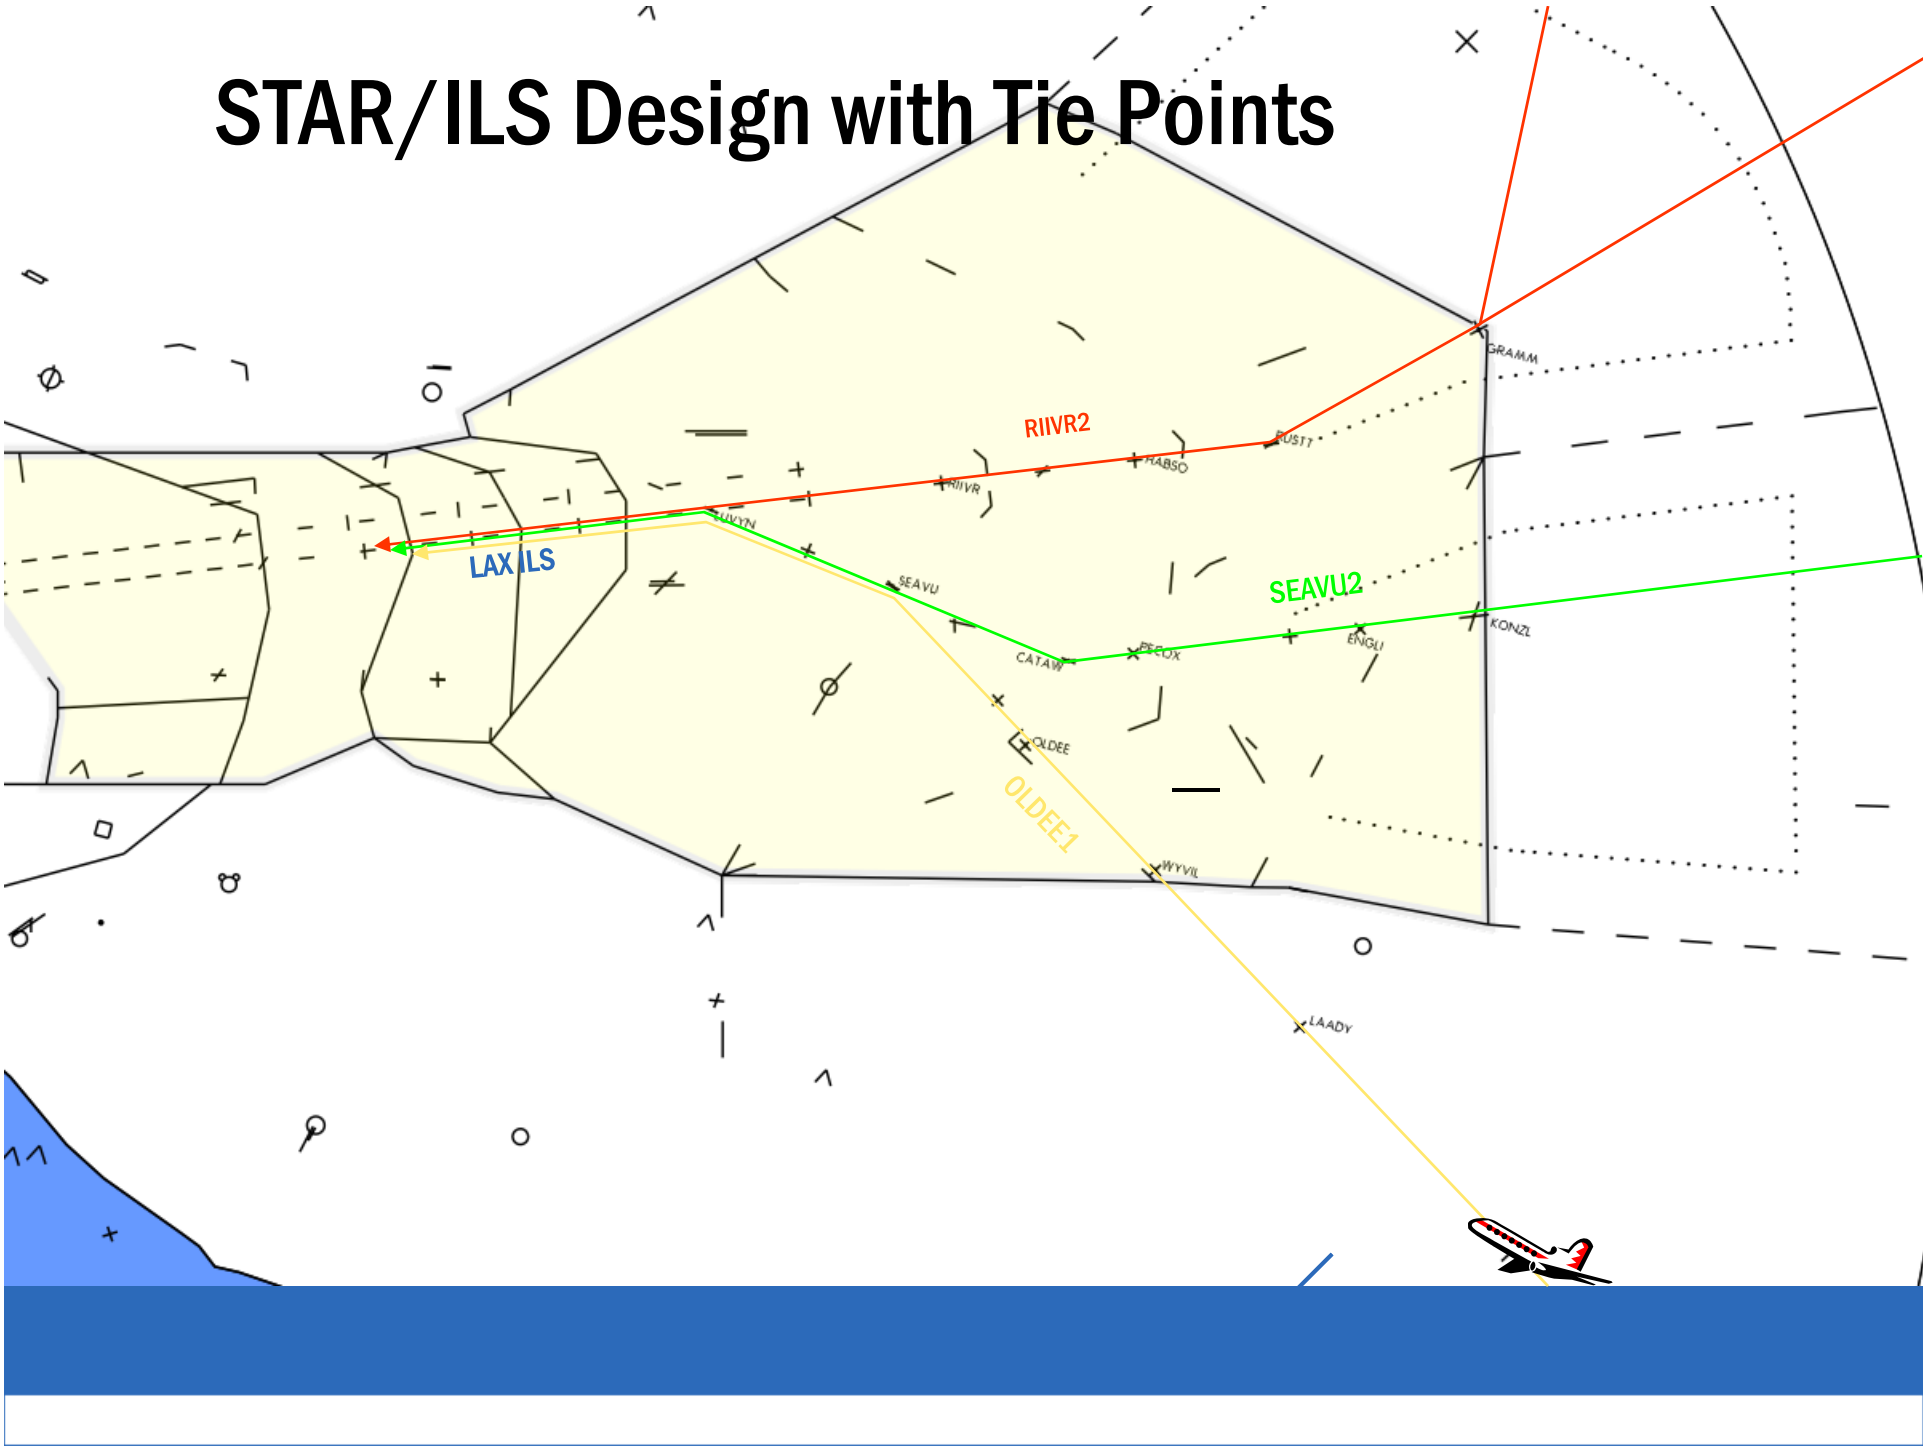 STAR/ILS Design with Tie Points
GRAMM
RIIVR2
RUSTT
HABSO
RIIVR
LUVYN
LAX ILS
SEAVU
SEAVU2
KONZL
ENGLI
PECOX
CATAW
OLDEE
OLDEE1
WYVIL
LAADY